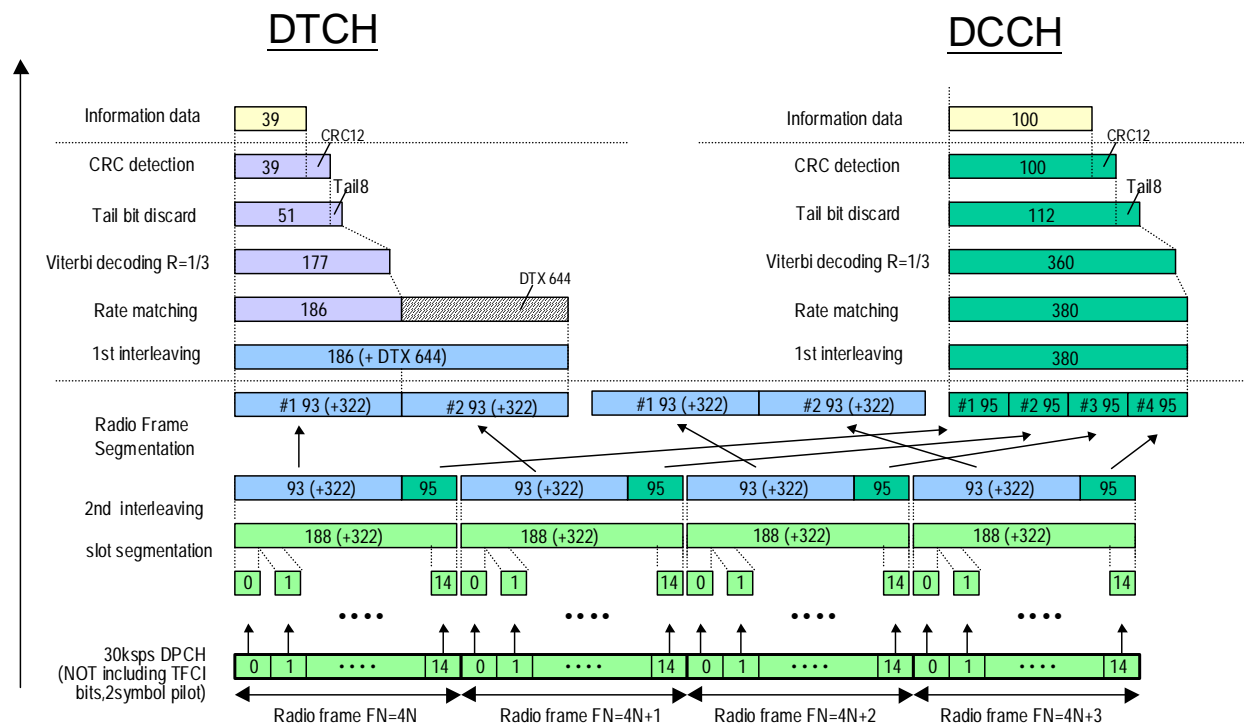 DTCH DCCH
Information data 39 Information data 100
CRC12 CRC12
CRC detection 39 CRC detection 100
Tail8 Tail8
Tail bit discard 51 Tail bit discard 112
Viterbi decoding R=1/3 177 Viterbi decoding R=1/3 360
DTX 644
Rate matching 186 Rate matching 380
1st interleaving 186 (+ DTX 644) 1st interleaving 380
#1 93 (+322) #2 93 (+322) #1 93 (+322) #2 93 (+322) #1 95 #2 95 #3 95 #4 95
Radio Frame
Segmentation
93 (+322) 95 93 (+322) 95 93 (+322) 95 93 (+322) 95
2nd interleaving
188 (+322) 188 (+322) 188 (+322) 188 (+322)
slot segmentation
0 1 14 0 1 14 0 1 14 0 1 14
•••• •••• •••• ••••
30ksps DPCH
(NOT including TFCI
bits,2symbol pilot)
0 1 •••• 14 0 1 •••• 14 0 1 •••• 14 0 1 •••• 14
Radio frame FN=4N Radio frame FN=4N+1 Radio frame FN=4N+2 Radio frame FN=4N+3